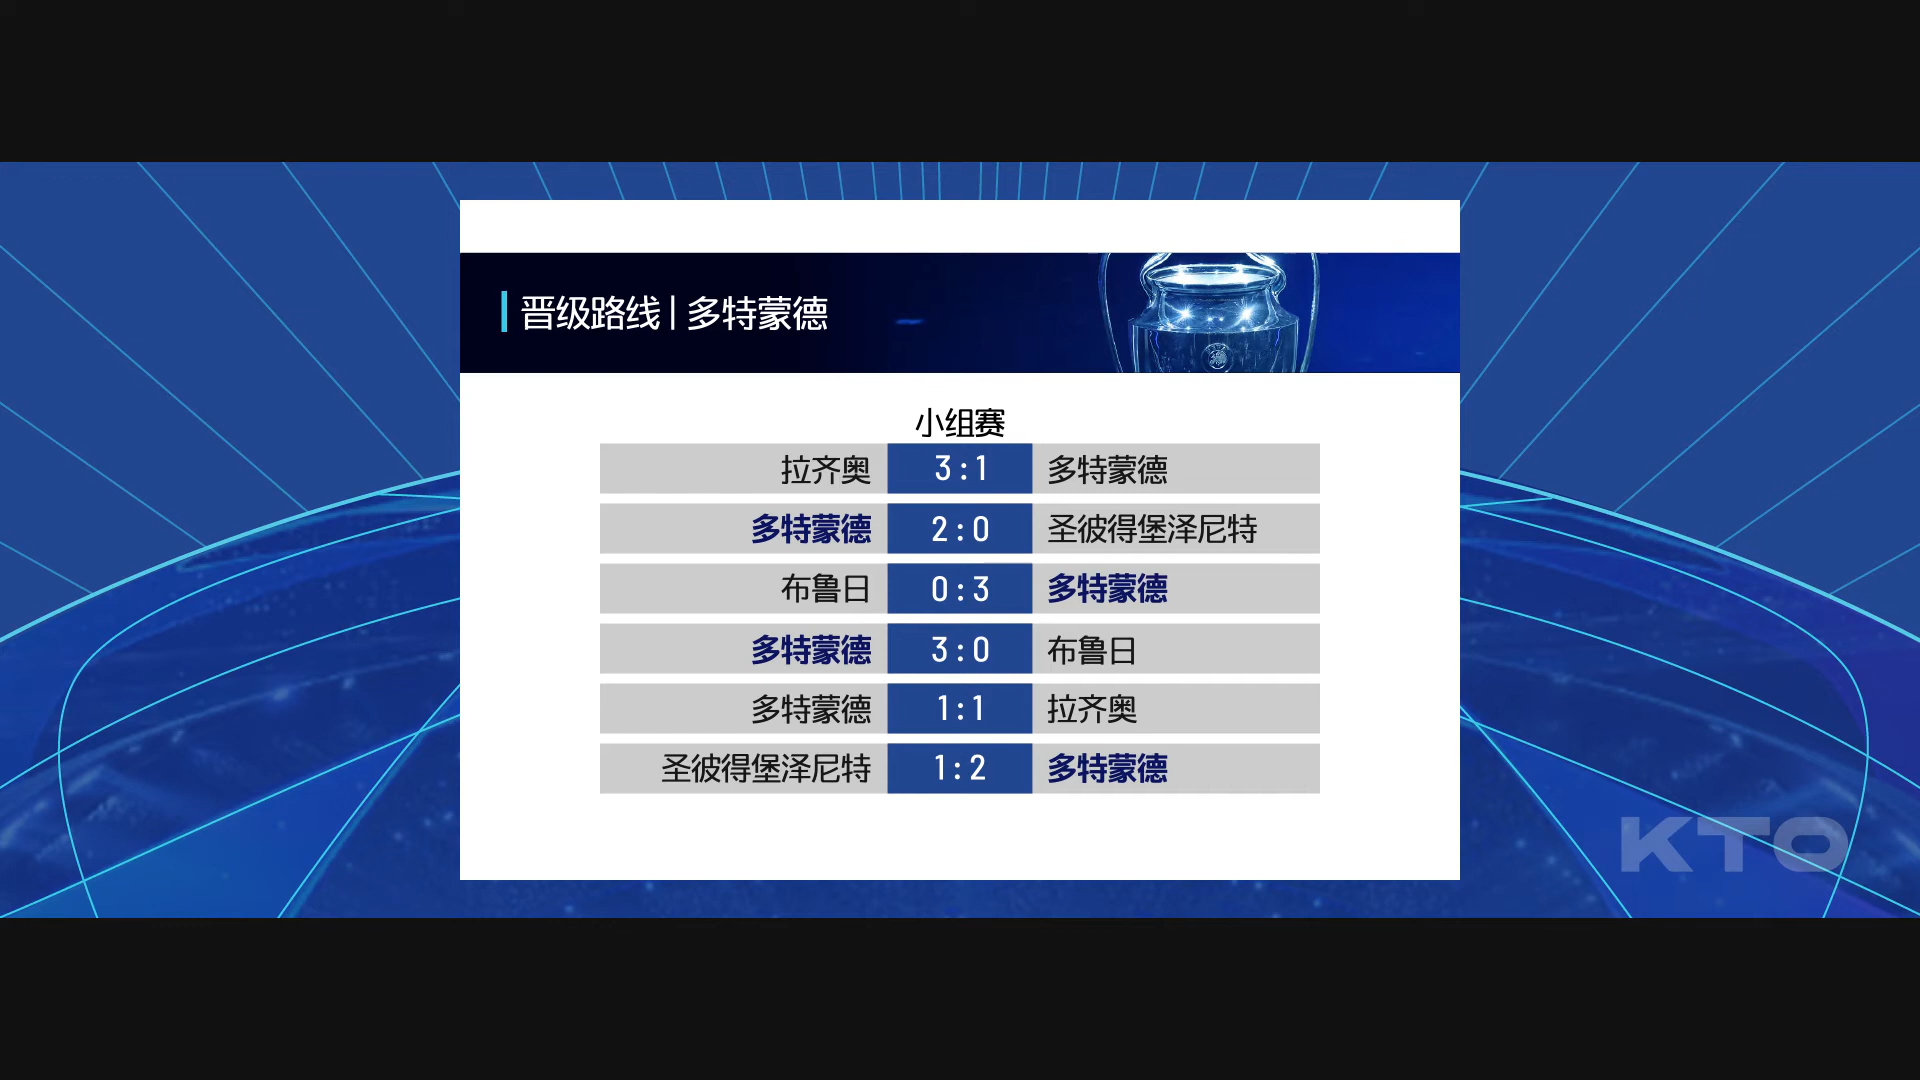 晋级路线 | 多特蒙德
小组赛
拉齐奥 3 : 1 多特蒙德
多特蒙德 2 : 0 圣彼得堡泽尼特
布鲁日 0 : 3 多特蒙德
多特蒙德 3 : 0 布鲁日
多特蒙德 1 : 1 拉齐奥
圣彼得堡泽尼特 1 : 2 多特蒙德
KTO